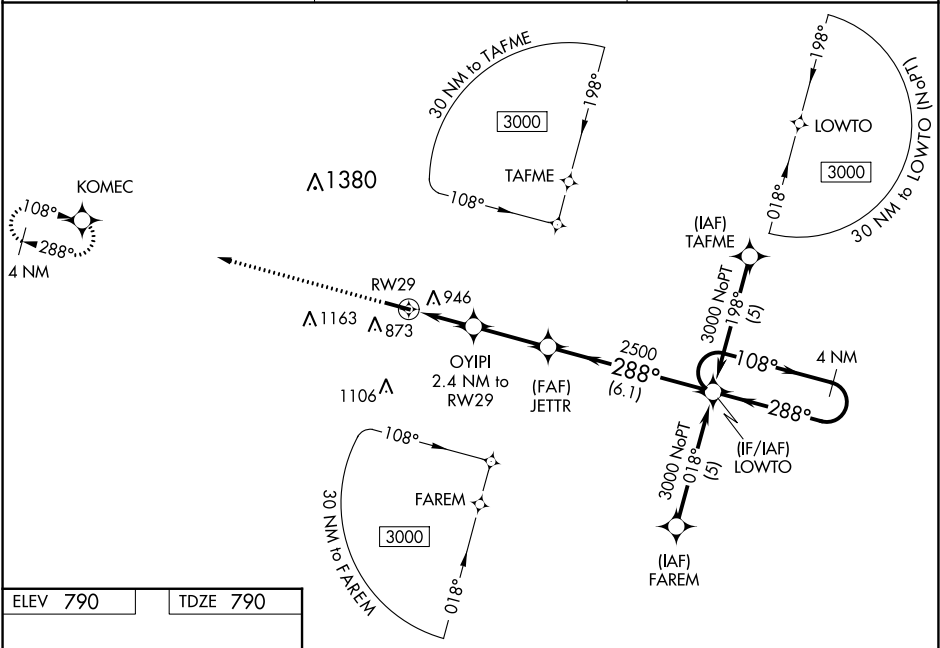 30 NM to TAFME
198°
3000
TAFME
108°
198°
LOWTO
3000
018°
30 NM to LOWTO (NoPT)
KOMEC
108°
288°
4 NM
1380
(IAF)
TAFME
3000 NoPT
198°
(5)
RW29
946
1163
873
OYIPI
2.4 NM to
RW29
(FAF)
JETTR
2500
288°
(6.1)
108°
4 NM
288°
(IF/IAF)
LOWTO
1106
3000 NoPT
018°
(5)
(IAF)
FAREM
108°
FAREM
3000
018°
30 NM to FAREM
ELEV 790
TDZE 790